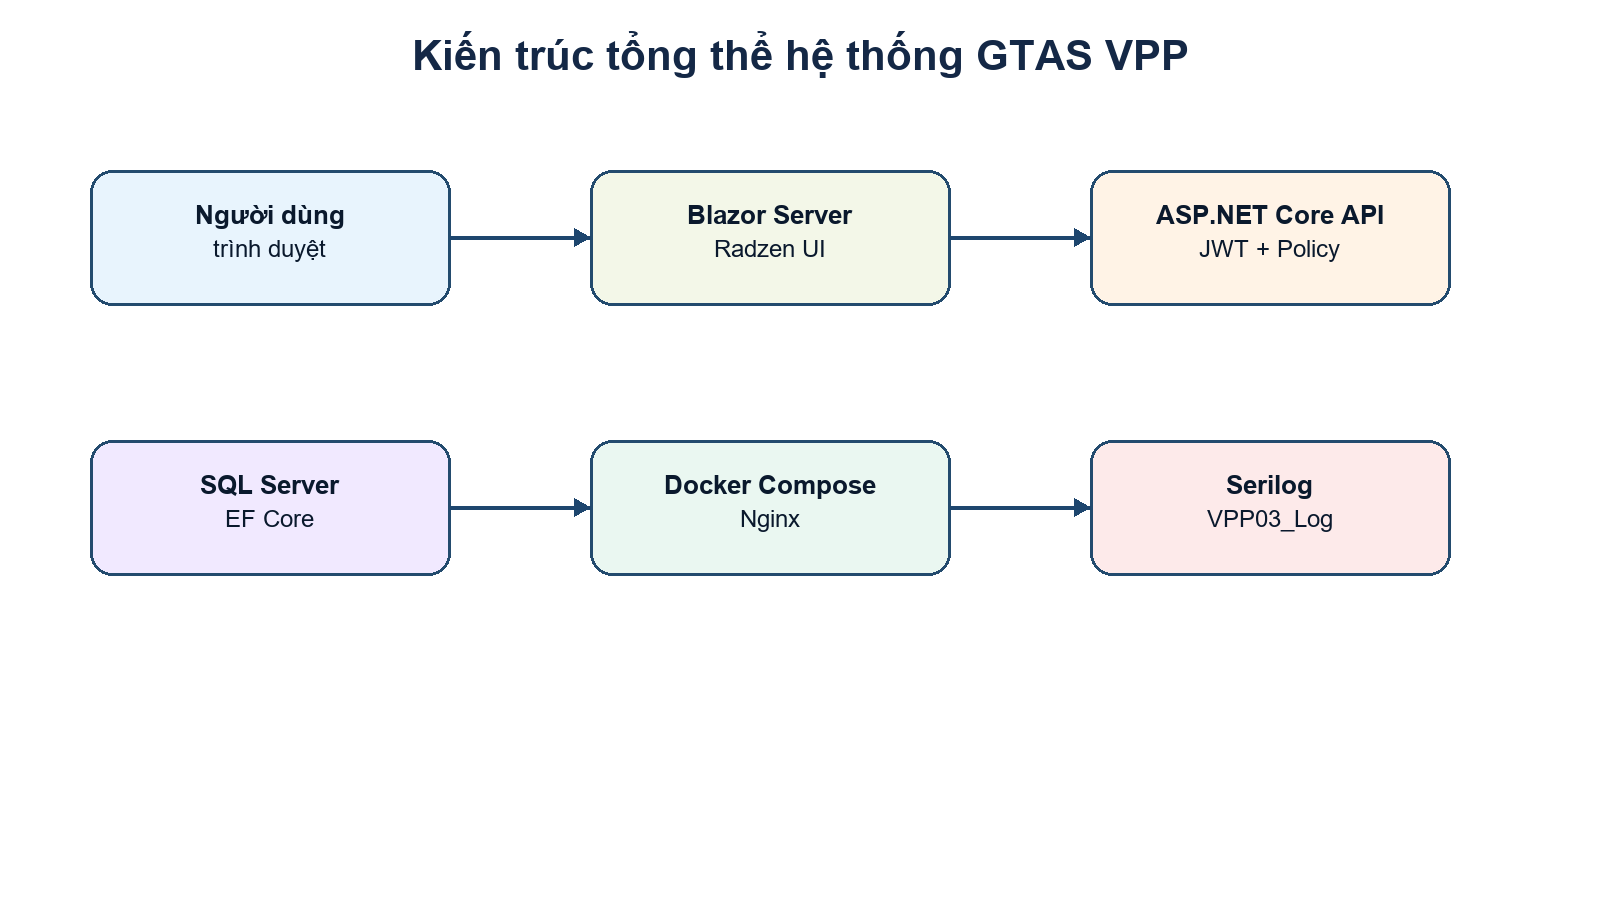 Kiến trúc tổng thể hệ thống GTAS VPP
Người dùng
trình duyệt
Blazor Server
Radzen UI
ASP.NET Core API
JWT + Policy
SQL Server
EF Core
Docker Compose
Nginx
Serilog
VPP03_Log